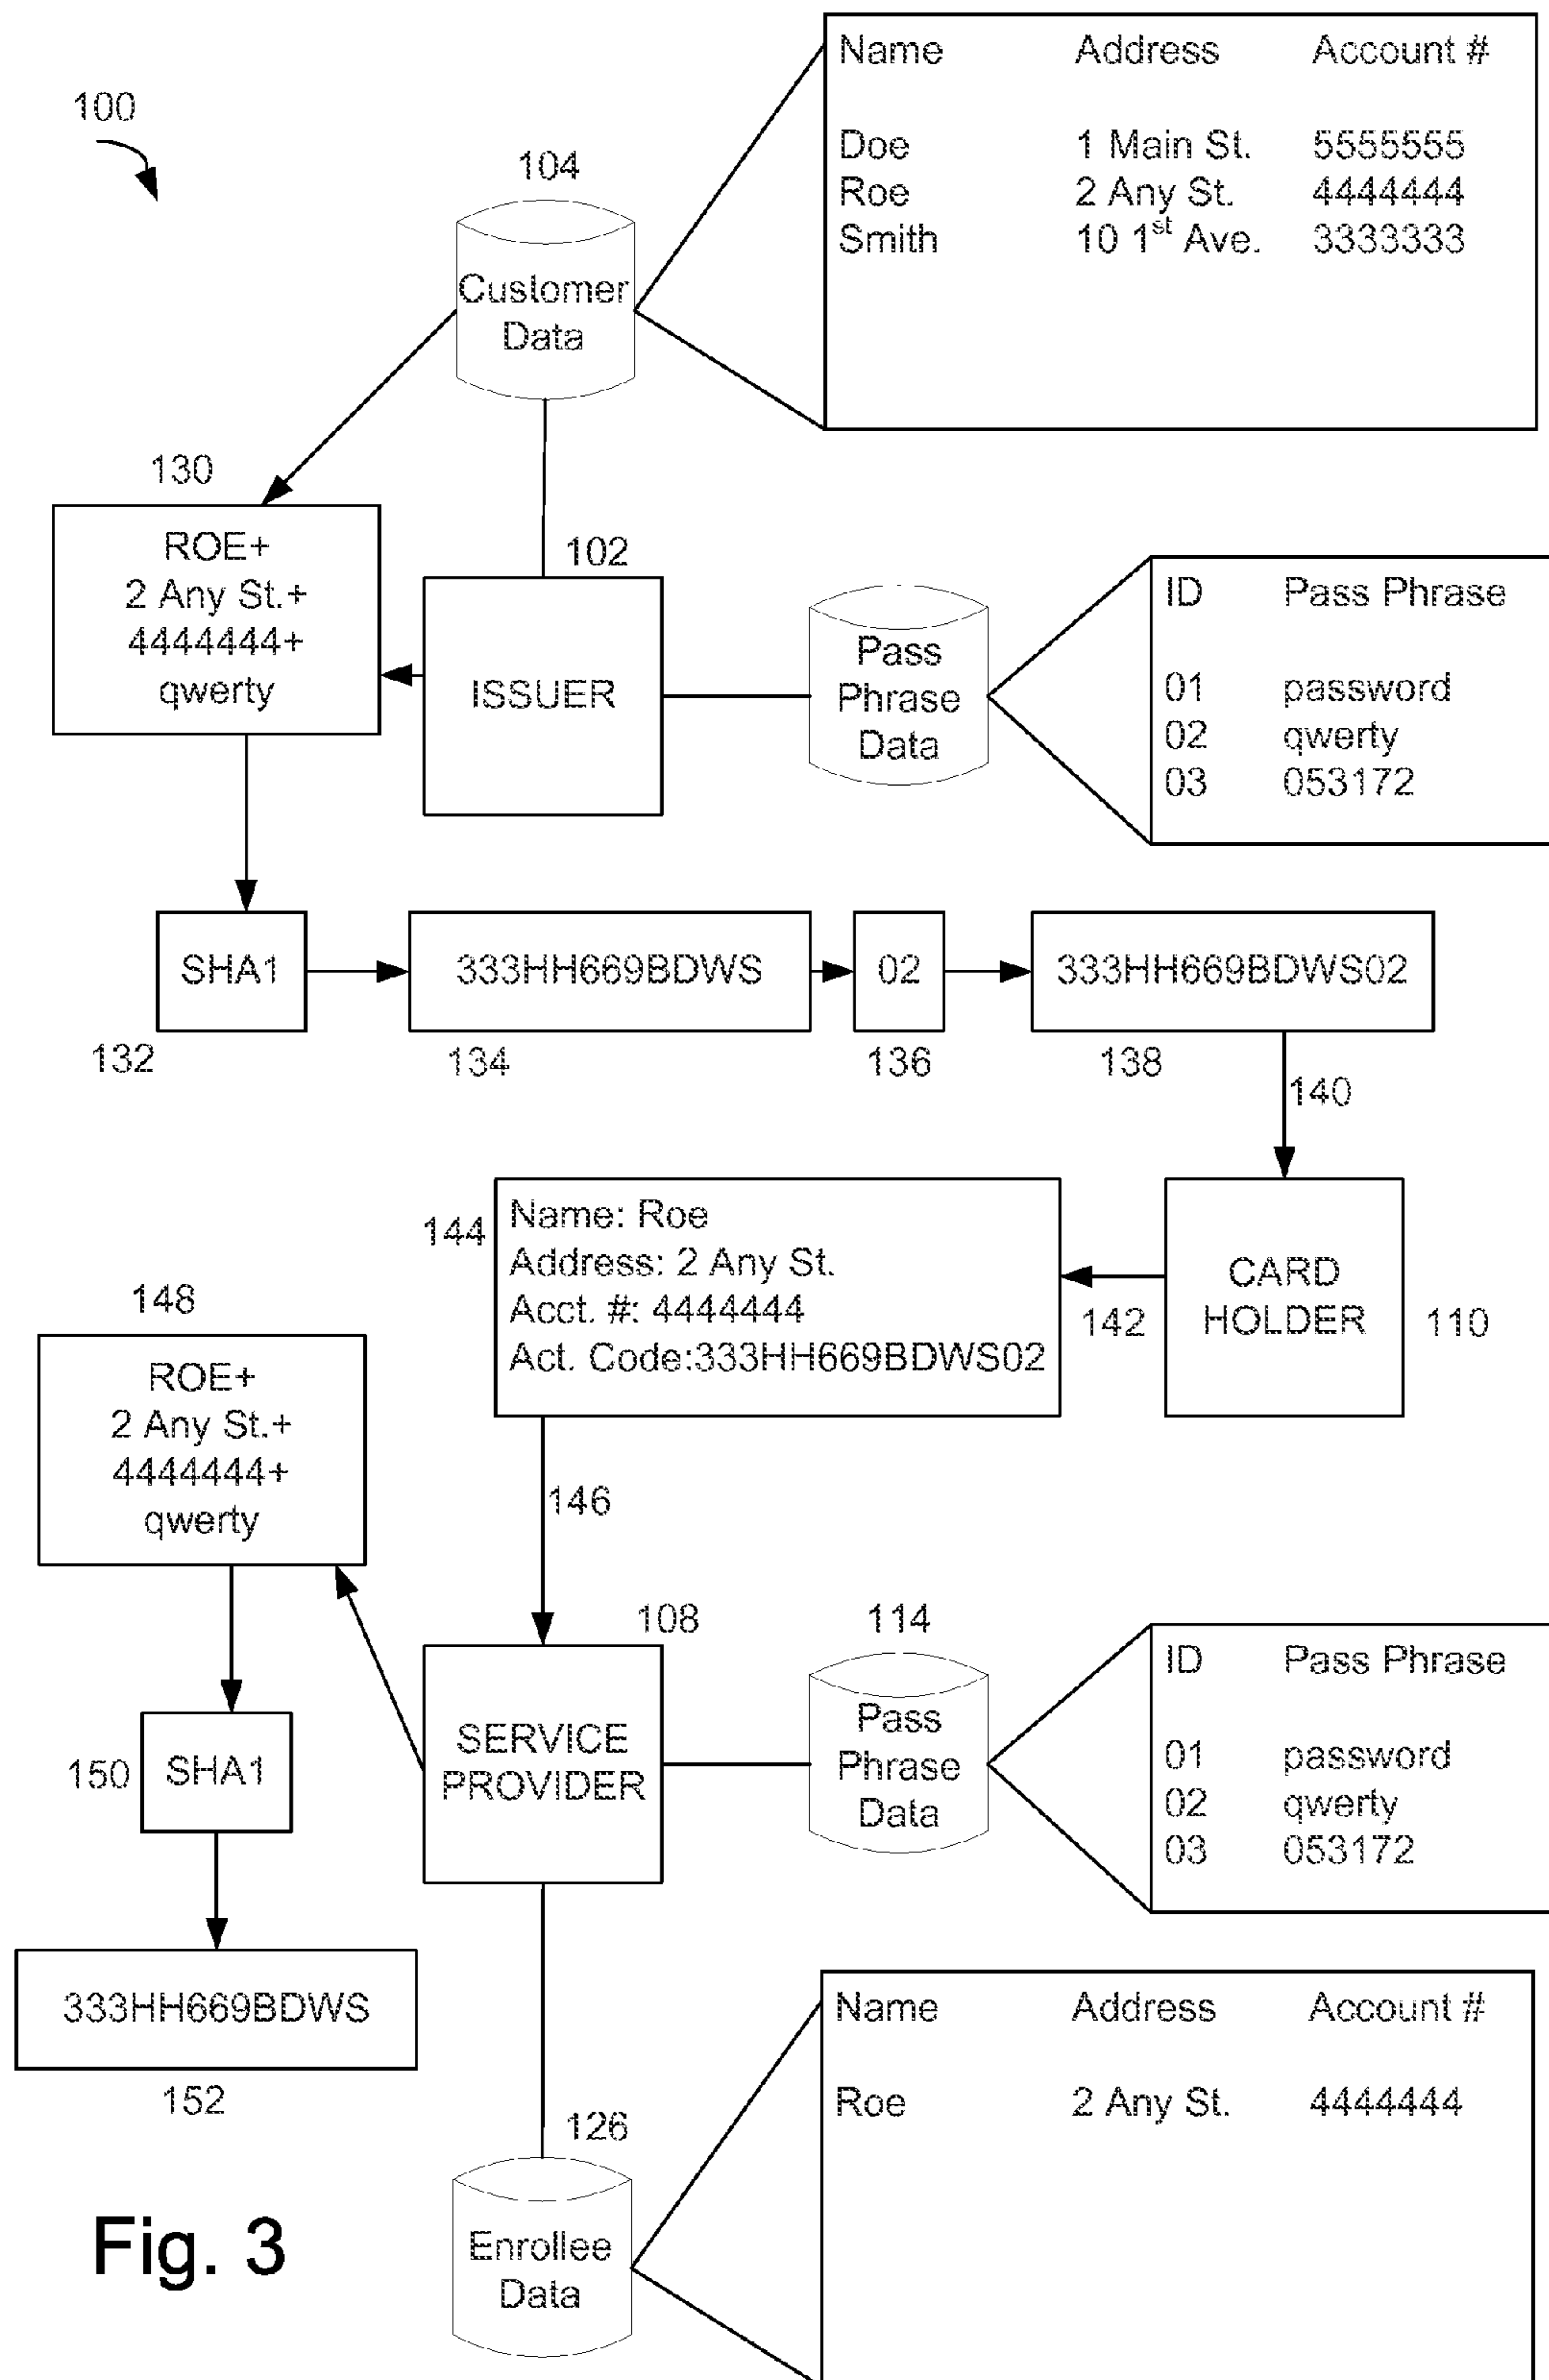 100
104
Customer
Data
Name Address Account #
Doe 1 Main St. 5555555
Roe 2 Any St. 4444444
Smith 10 1st Ave. 3333333
130
ROE+
2 Any St.+
4444444+
qwerty
102
ISSUER
Pass
Phrase
Data
ID Pass Phrase
01 password
02 qwerty
03 053172
SHA1
132
333HH669BDWS
134
02
136
333HH669BDWS02
138
140
CARD
HOLDER
110
142
144
Name: Roe
Address: 2 Any St.
Acct. #: 4444444
Act. Code:333HH669BDWS02
146
148
ROE+
2 Any St.+
4444444+
qwerty
108
SERVICE
PROVIDER
114
Pass
Phrase
Data
ID Pass Phrase
01 password
02 qwerty
03 053172
150
SHA1
333HH669BDWS
152
126
Enrollee
Data
Name Address Account #
Roe 2 Any St. 4444444
Fig. 3